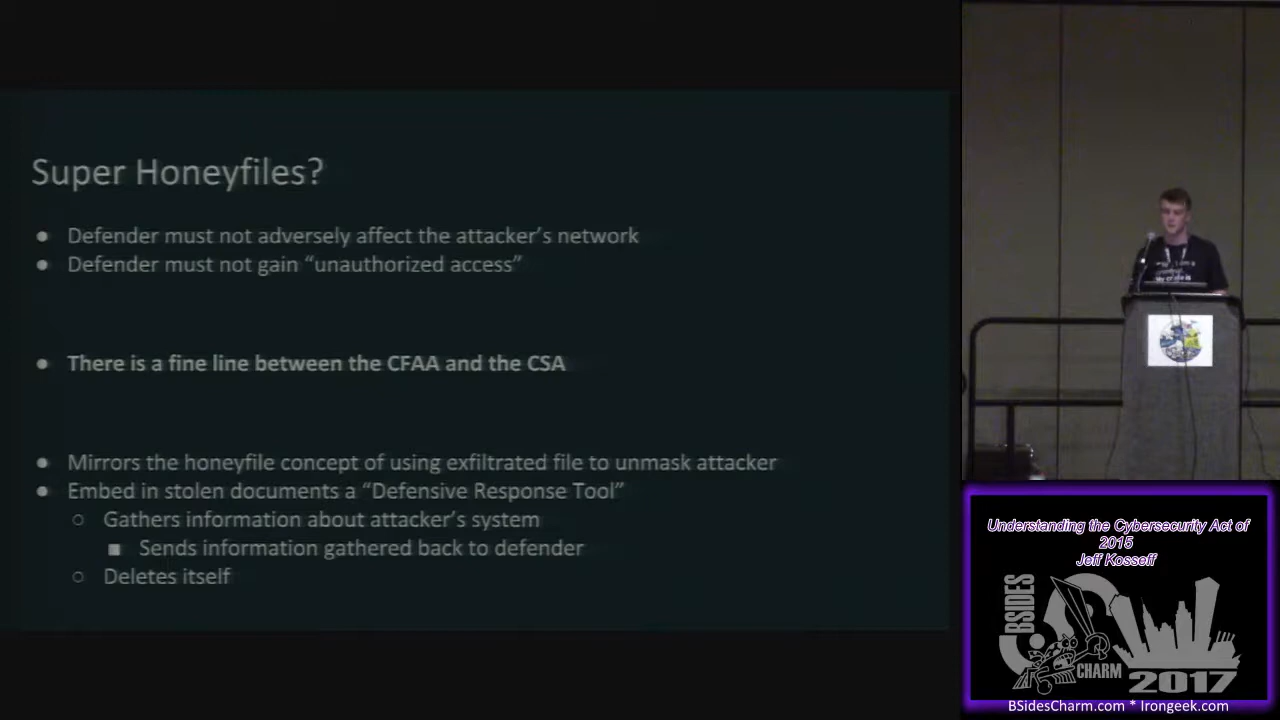 Super Honeyfiles?
● Defender must not adversely affect the attacker's network
● Defender must not gain “unauthorized access”
● There is a fine line between the CFAA and the CSA
● Mirrors the honeyfile concept of using exfiltrated file to unmask attacker
● Embed in stolen documents a “Defensive Response Tool”
○ Gathers information about attacker's system
■ Sends information gathered back to defender
○ Deletes itself
Understanding the Cybersecurity Act of
2015
Jeff Kosseff
BSIDES
CHARM
2017
BSidesCharm.com * Irongeek.com